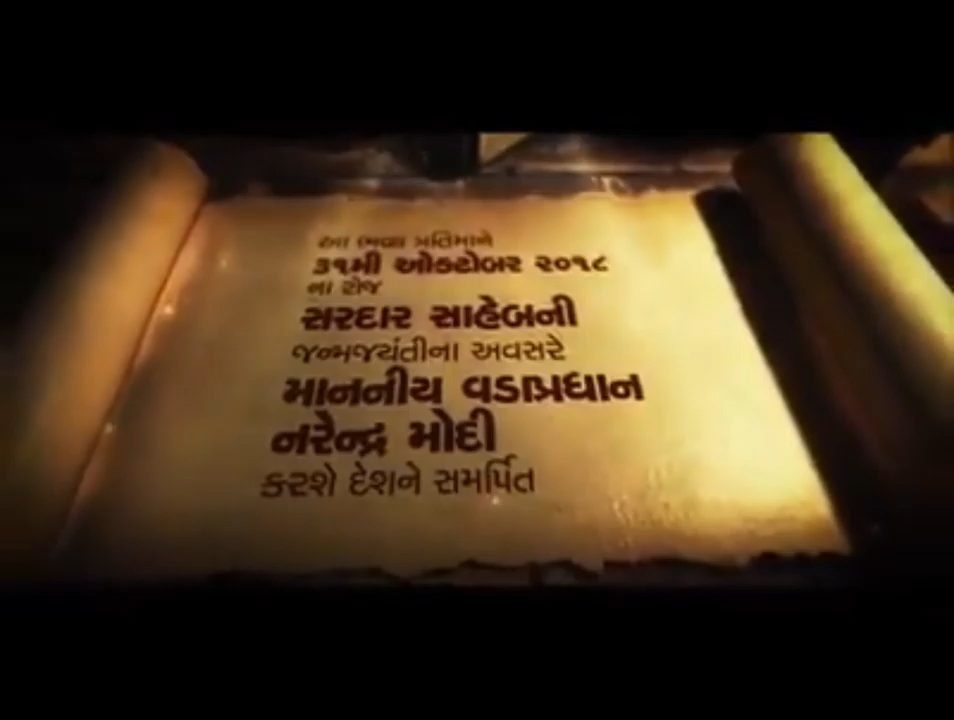 આ ભવ્ય પ્રતિમાને
૩૧મી ઓક્ટોબર ૨૦૧૮
ના રોજ
સરદાર સાહેબની
જન્મજયંતીના અવસરે
માનનીય વડાપ્રધાન
નરેન્દ્ર મોદી
કરશે દેશને સમર્પિત